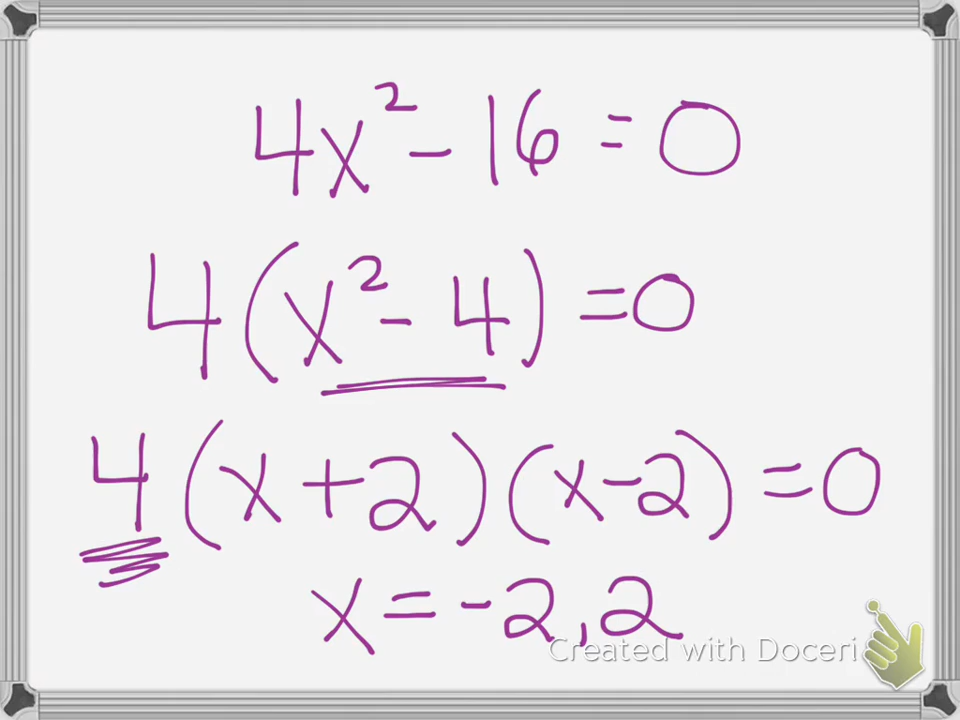 4x² - 16 = 0
4(x² - 4) = 0
4(x + 2)(x - 2) = 0
x = -2, 2
Created with Doceri